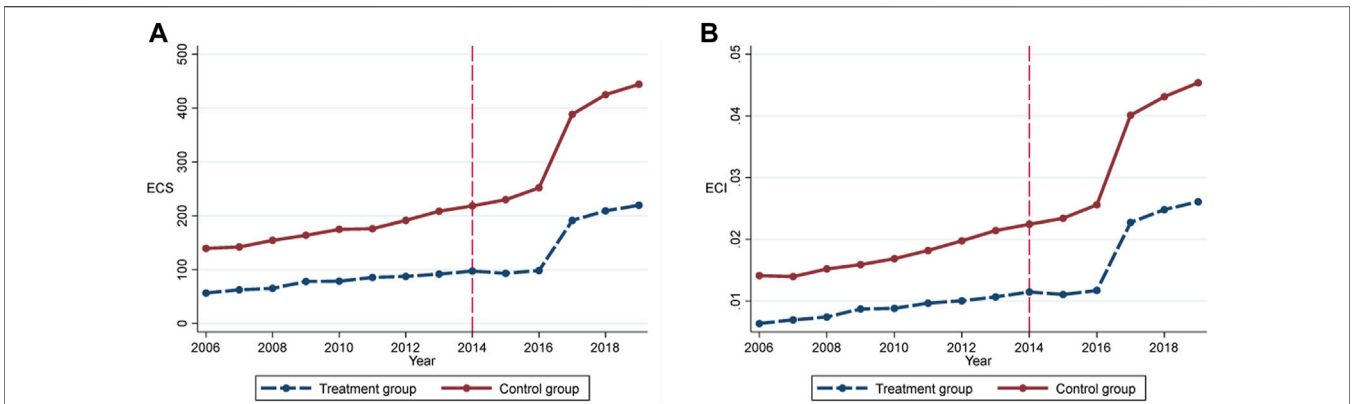 A
500
400
300
ECS
200
100
0
2006 2008 2010 2012 2014 2016 2018
Year
Treatment group Control group
B
.05
.04
.03
ECI
.02
.01
2006 2008 2010 2012 2014 2016 2018
Year
Treatment group Control group